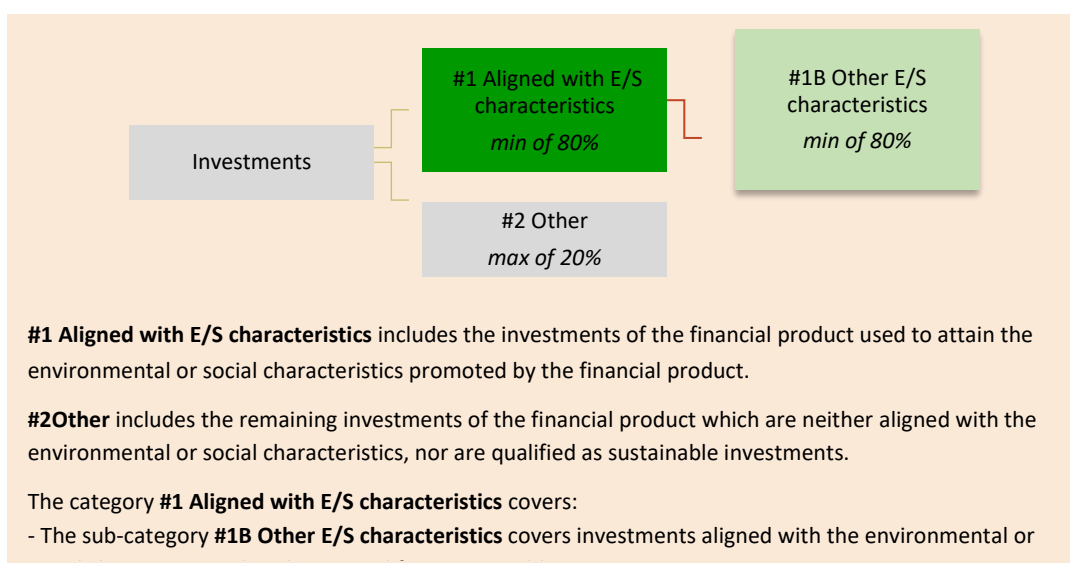 #1 Aligned with E/S
characteristics
min of 80%
#1B Other E/S
characteristics
min of 80%
Investments
#2 Other
max of 20%
#1 Aligned with E/S characteristics includes the investments of the financial product used to attain the
environmental or social characteristics promoted by the financial product.
#2Other includes the remaining investments of the financial product which are neither aligned with the
environmental or social characteristics, nor are qualified as sustainable investments.
The category #1 Aligned with E/S characteristics covers:
- The sub-category #1B Other E/S characteristics covers investments aligned with the environmental or